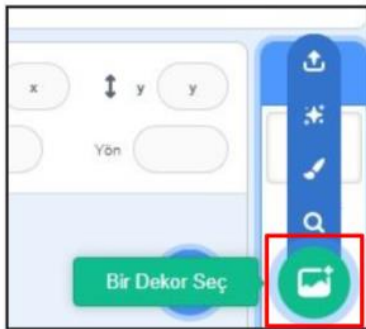 x y y
Yön
Bir Dekor Seç